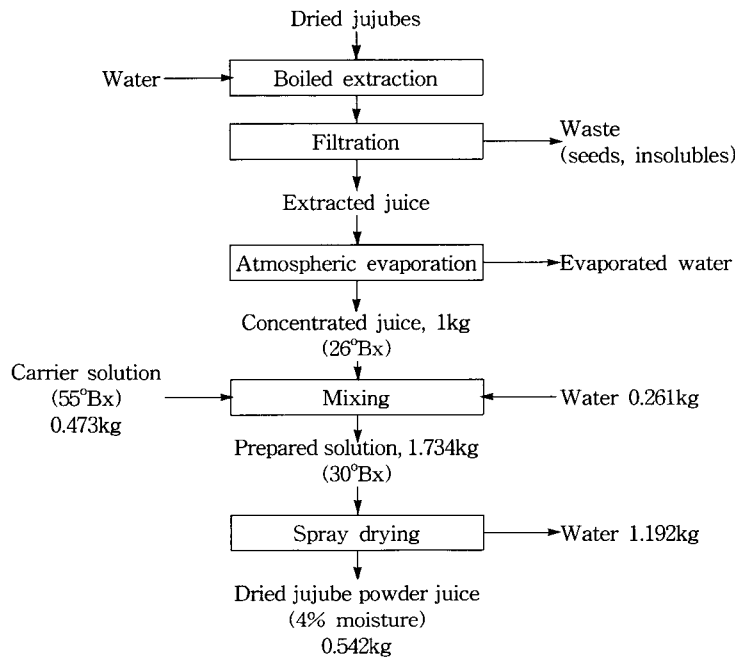 Dried jujubes
Water
Boiled extraction
Filtration
Waste
(seeds, insolubles)
Extracted juice
Atmospheric evaporation
Evaporated water
Concentrated juice, 1kg
(26°Bx)
Carrier solution
(55°Bx)
0.473kg
Mixing
Water 0.261kg
Prepared solution, 1.734kg
(30°Bx)
Spray drying
Water 1.192kg
Dried jujube powder juice
(4% moisture)
0.542kg